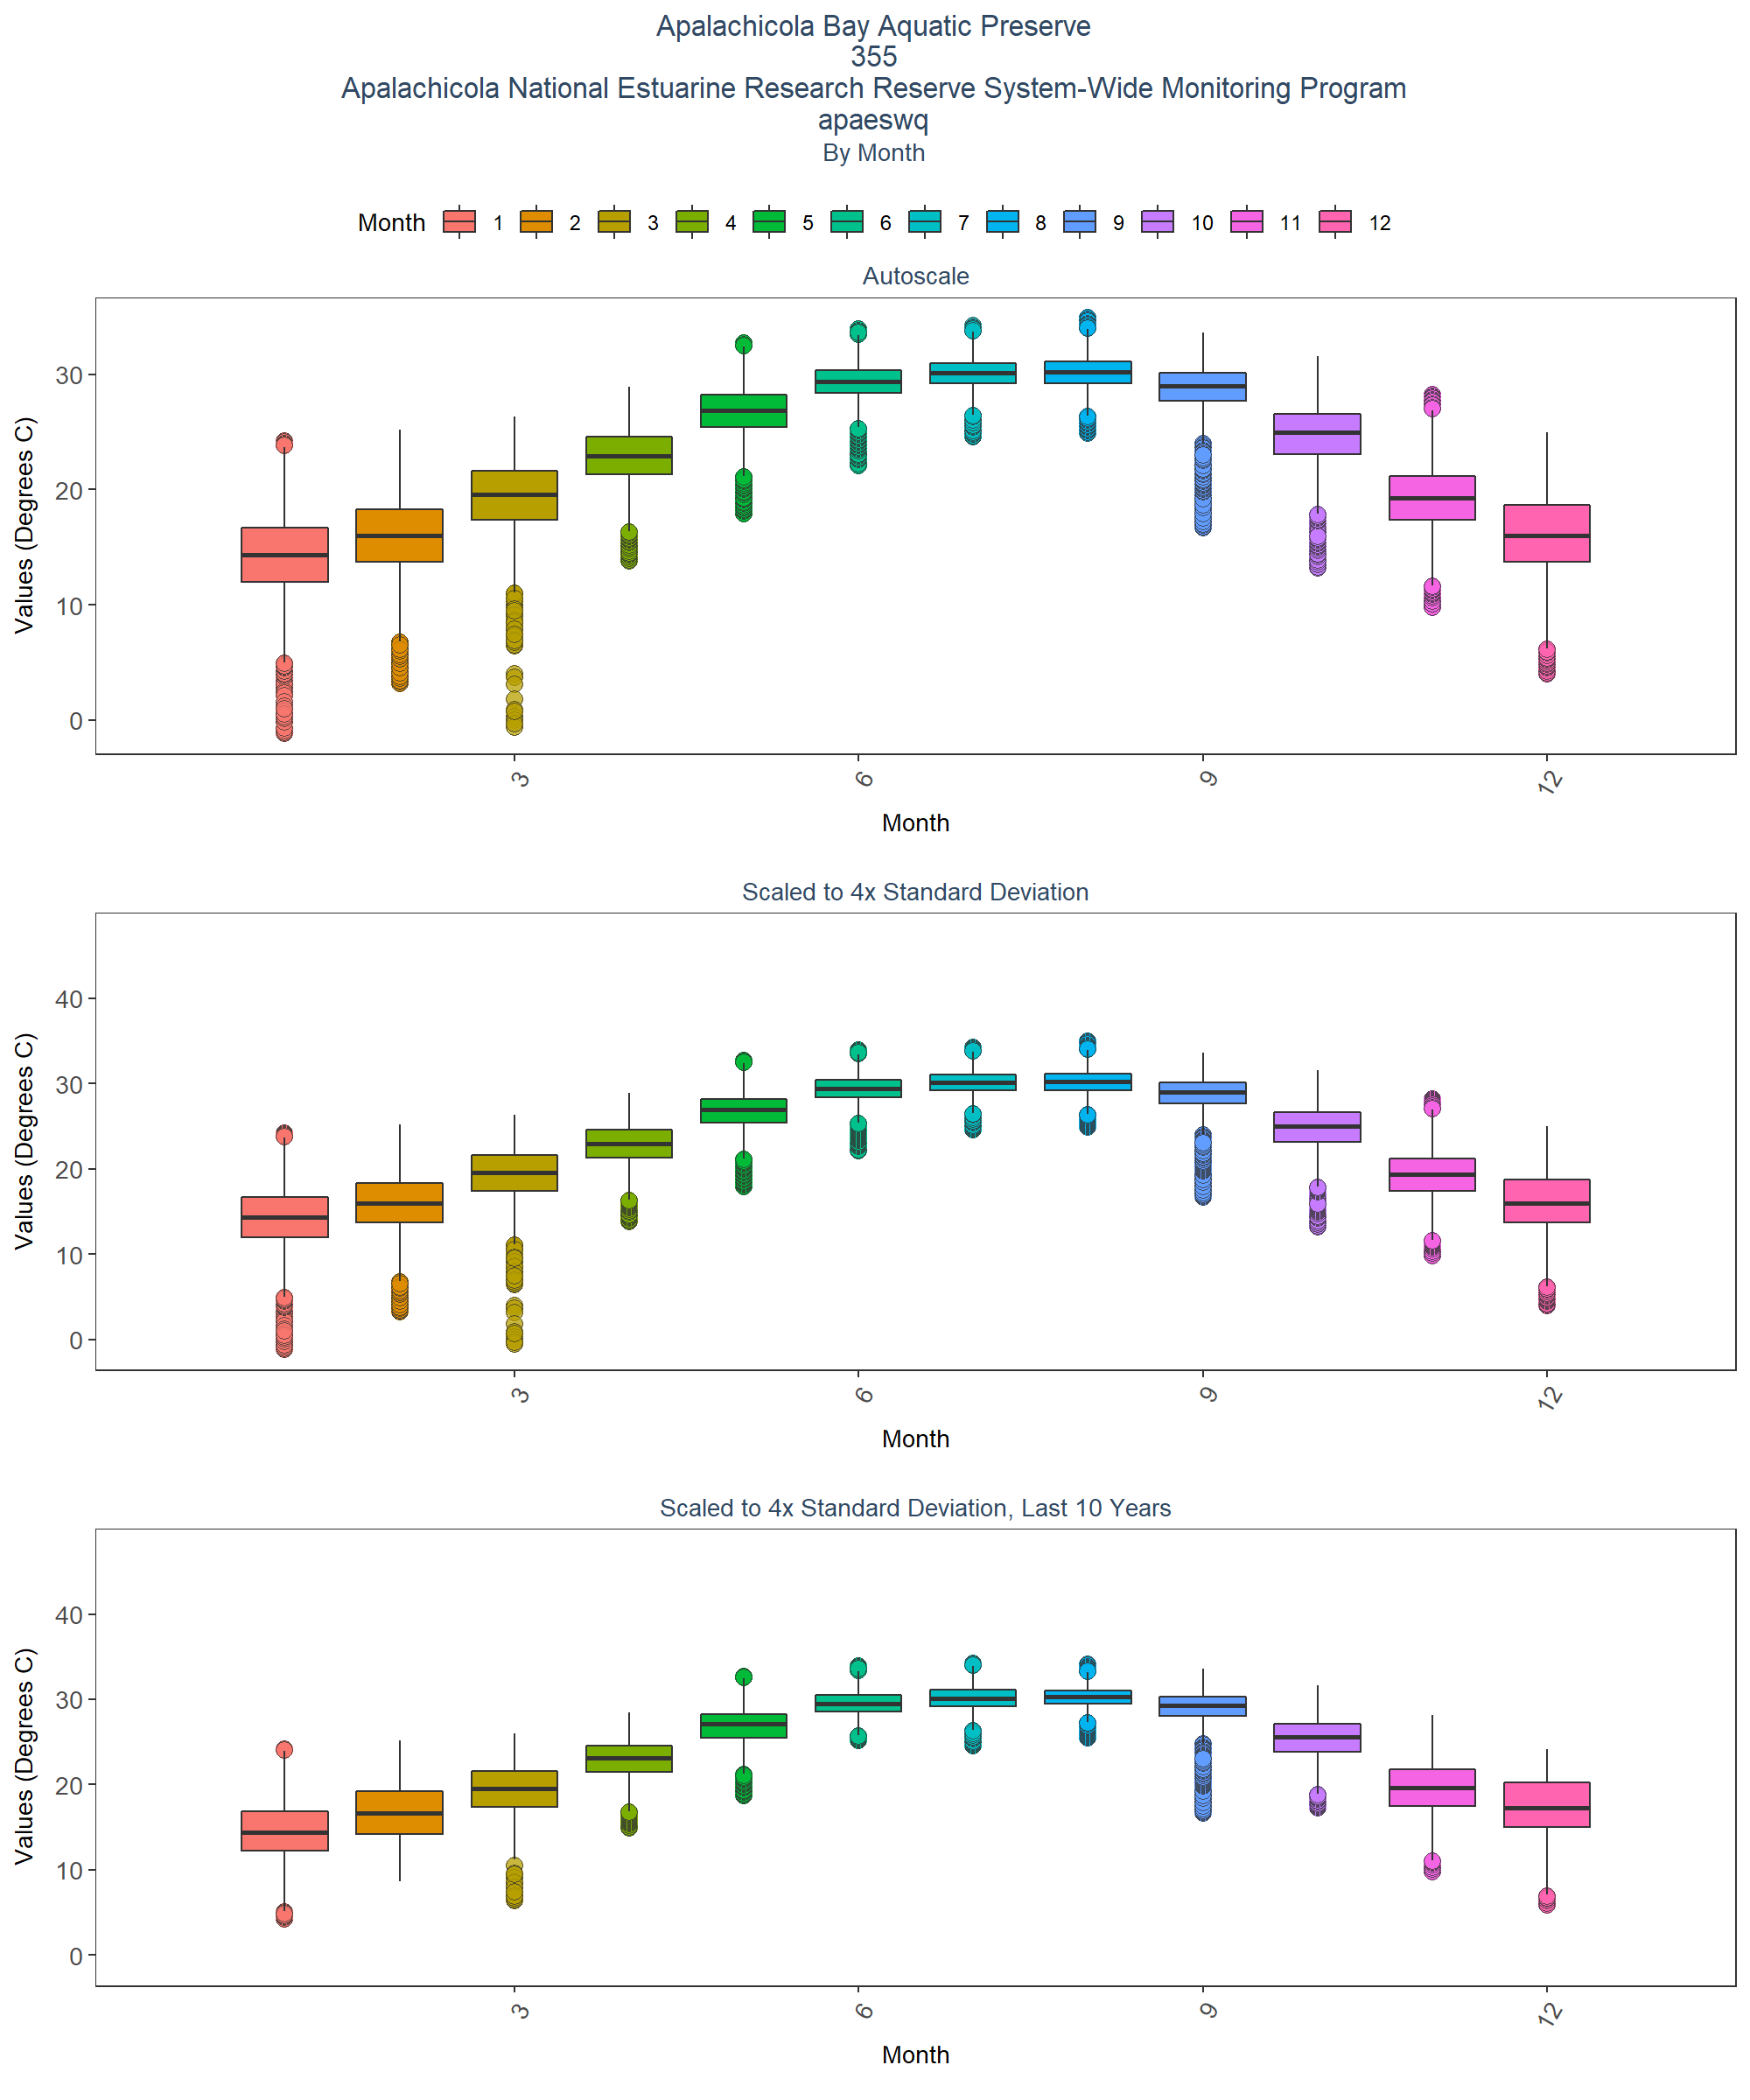 Apalachicola Bay Aquatic Preserve
355
Apalachicola National Estuarine Research Reserve System-Wide Monitoring Program
apaeswq
By Month
Month 1 2 3 4 5 6 7 8 9 10 11 12
Autoscale
Values (Degrees C)
30
20
10
0
3 6 9 12
Month
Scaled to 4x Standard Deviation
Values (Degrees C)
40
30
20
10
0
3 6 9 12
Month
Scaled to 4x Standard Deviation, Last 10 Years
Values (Degrees C)
40
30
20
10
0
3 6 9 12
Month